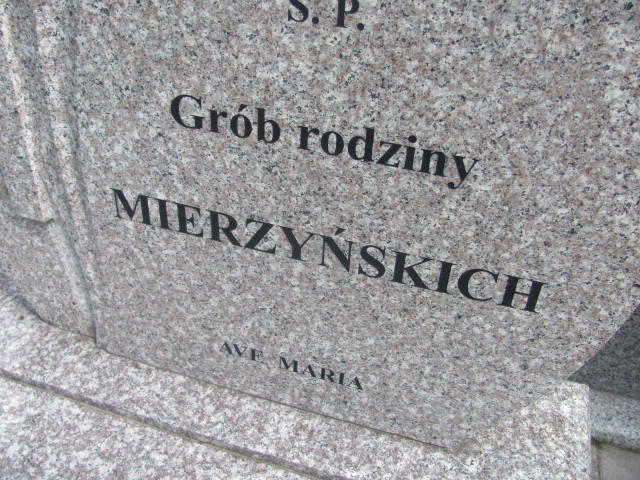 Ś. P.
Grób rodziny
MIERZYŃSKICH
AVE MARIA